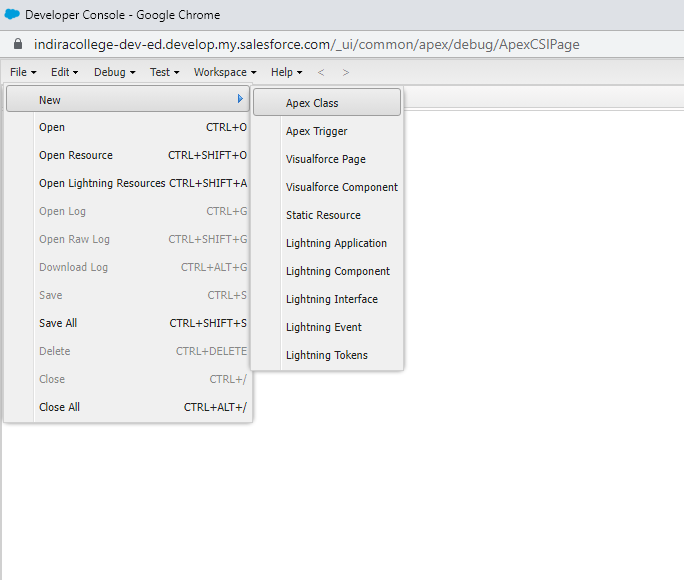 Developer Console - Google Chrome
indiracollege-dev-ed.develop.my.salesforce.com/_ui/common/apex/debug/ApexCSIPage
File Edit Debug Test Workspace Help < >
New
Open CTRL+O
Open Resource CTRL+SHIFT+O
Open Lightning Resources CTRL+SHIFT+A
Open Log CTRL+G
Open Raw Log CTRL+SHIFT+G
Download Log CTRL+ALT+G
Save CTRL+S
Save All CTRL+SHIFT+S
Delete CTRL+DELETE
Close CTRL+/
Close All CTRL+ALT+/
Apex Class
Apex Trigger
Visualforce Page
Visualforce Component
Static Resource
Lightning Application
Lightning Component
Lightning Interface
Lightning Event
Lightning Tokens